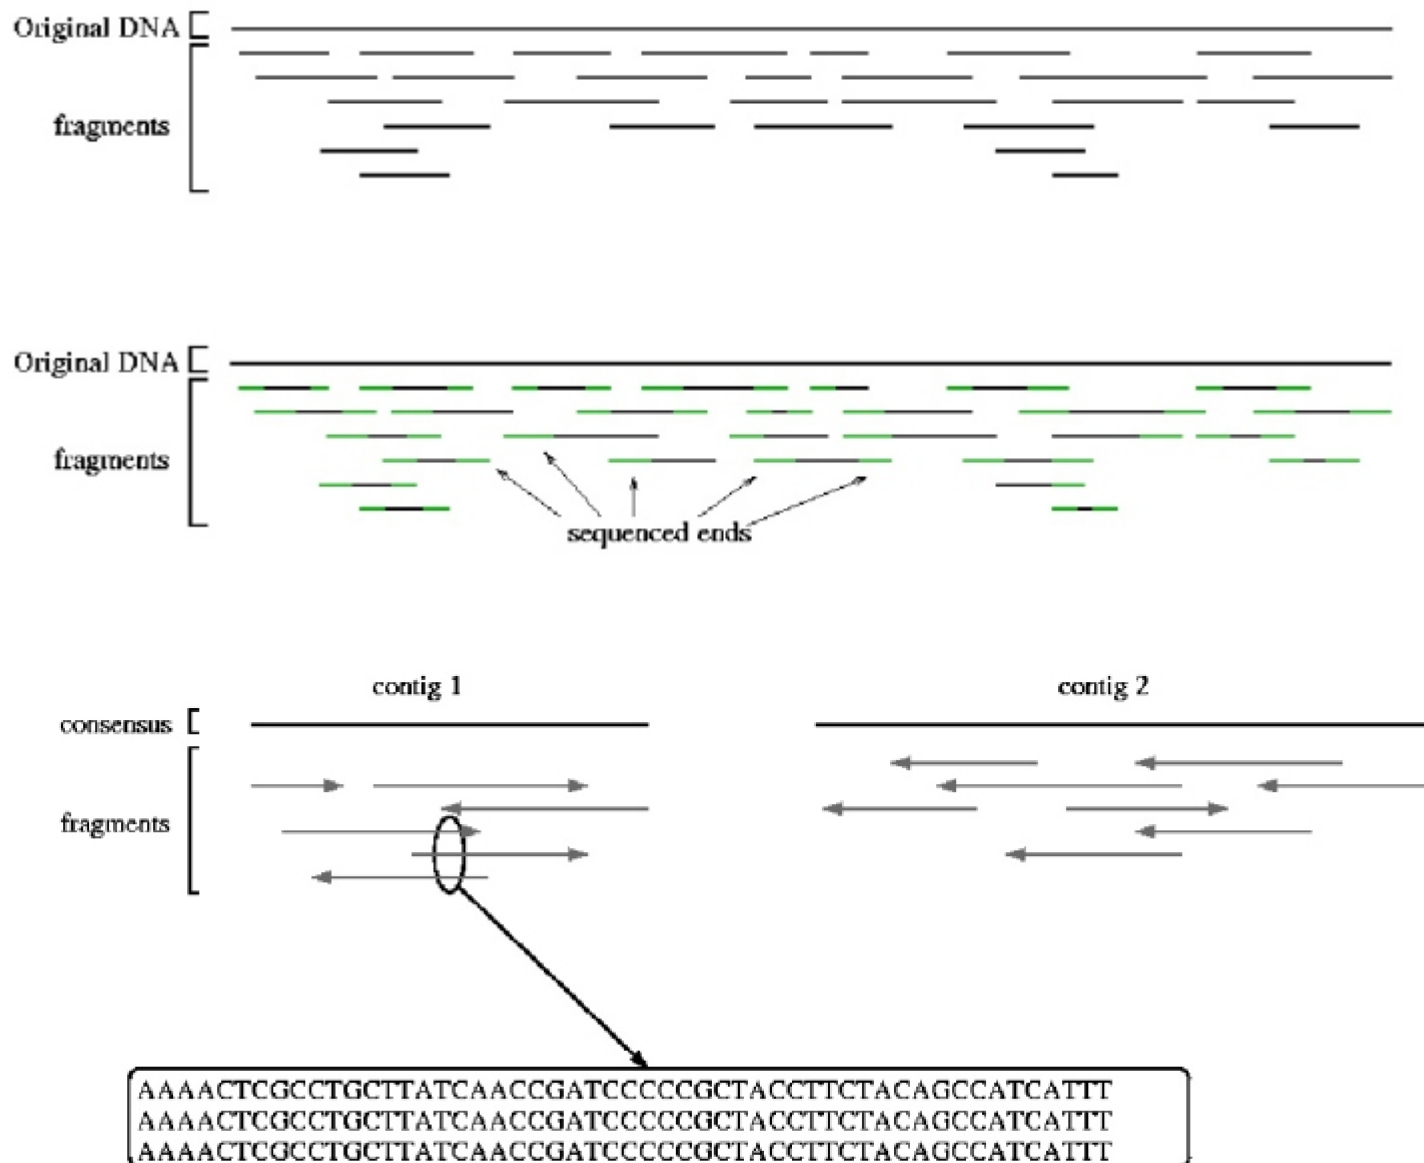 Original DNA
fragments
Original DNA
fragments
sequenced ends
contig 1
contig 2
consensus
fragments
AAAACTCGCCTGCTTATCAACCGATCCCCCGCTACCTTCTACAGCCATCATTT
AAAACTCGCCTGCTTATCAACCGATCCCCCGCTACCTTCTACAGCCATCATTT
AAAACTCGCCTGCTTATCAACCGATCCCCCGCTACCTTCTACAGCCATCATTT